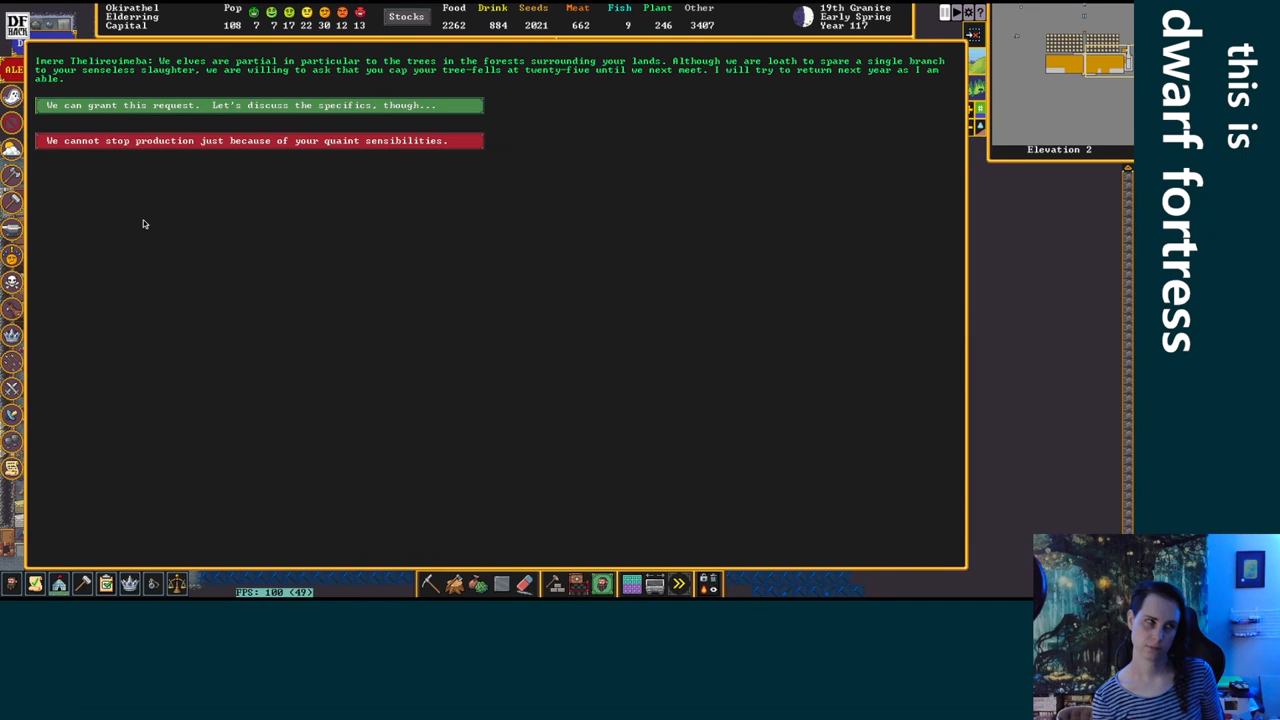 DF
HACK
Okirathel
Elderring
Capital
Pop
108 7 7 17 22 30 12 13
Stocks
Food Drink Seeds Meat Fish Plant Other
2262 884 2021 662 9 246 3407
19th Granite
Early Spring
Year 117
ALE
Imere Thelirevimeba: We elves are partial in particular to the trees in the forests surrounding your lands. Although we are loath to spare a single branch
to your senseless slaughter, we are willing to ask that you cap your tree-fells at twenty-five until we next meet. I will try to return next year as I am
able.
We can grant this request. Let's discuss the specifics, though...
We cannot stop production just because of your quaint sensibilities.
Elevation 2
this is
dwarf fortress
FPS: 100 (49)